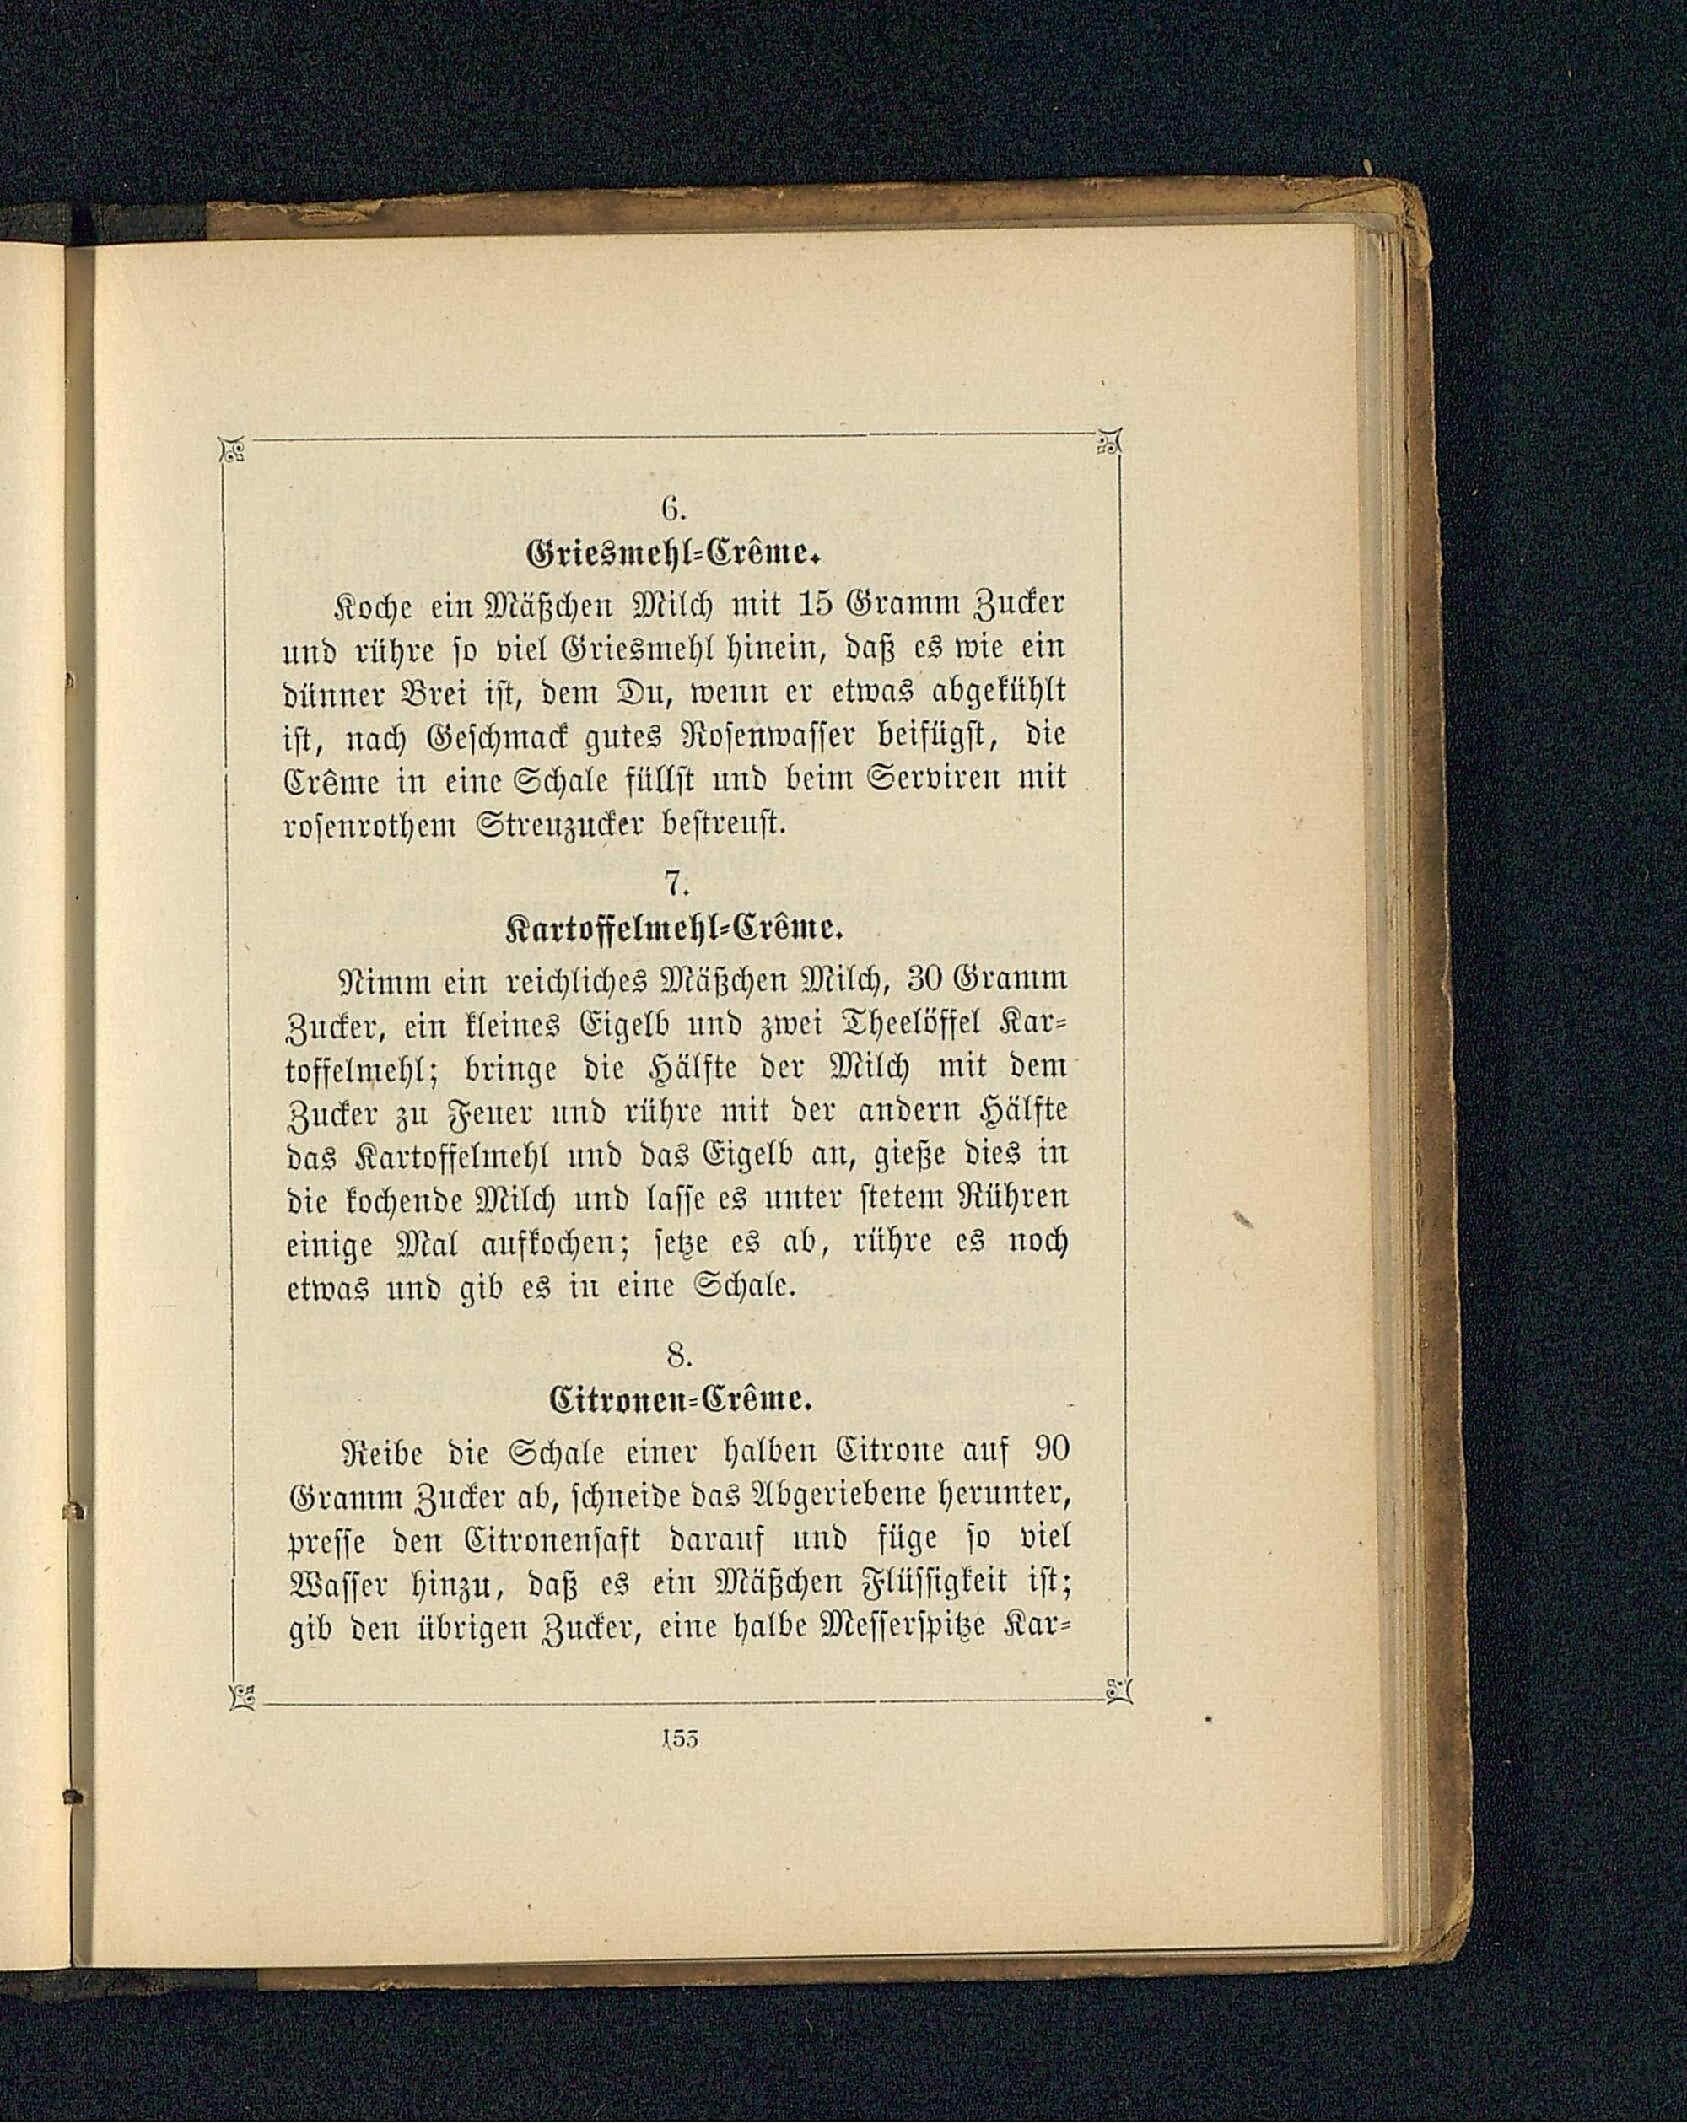 6.
Griesmehl-Crême.
Koche ein Mäßchen Milch mit 15 Gramm Zucker
und rühre so viel Griesmehl hinein, daß es wie ein
dünner Brei ist, dem Du, wenn er etwas abgekühlt
ist, nach Geschmack gutes Rosenwasser beifügst, die
Crême in eine Schale füllst und beim Serviren mit
rosenrothem Streuzucker bestreust.
7.
Kartoffelmehl-Crême.
Nimm ein reichliches Mäßchen Milch, 30 Gramm
Zucker, ein kleines Eigelb und zwei Theelöffel Kar-
toffelmehl; bringe die Hälfte der Milch mit dem
Zucker zu Feuer und rühre mit der andern Hälfte
das Kartoffelmehl und das Eigelb an, gieße dies in
die kochende Milch und lasse es unter stetem Rühren
einige Mal aufkochen; setze es ab, rühre es noch
etwas und gib es in eine Schale.
8.
Citronen-Crême.
Reibe die Schale einer halben Citrone auf 90
Gramm Zucker ab, schneide das Abgeriebene herunter,
presse den Citronensaft darauf und füge so viel
Wasser hinzu, daß es ein Mäßchen Flüssigkeit ist;
gib den übrigen Zucker, eine halbe Messerspitze Kar-
153